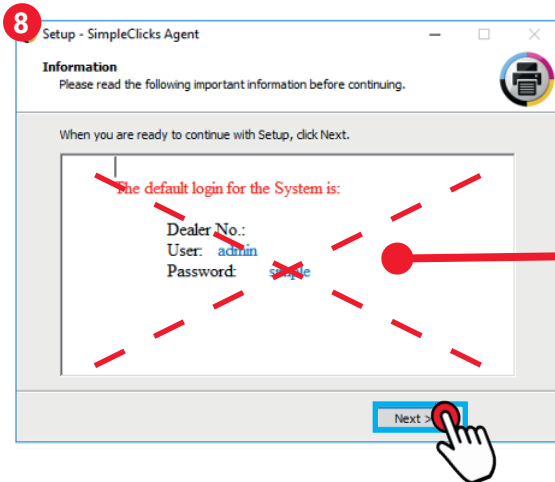 8
Setup - SimpleClicks Agent
Information
Please read the following important information before continuing.
When you are ready to continue with Setup, click Next.
The default login for the System is:
Dealer No.:
User: admin
Password: simple
Next >